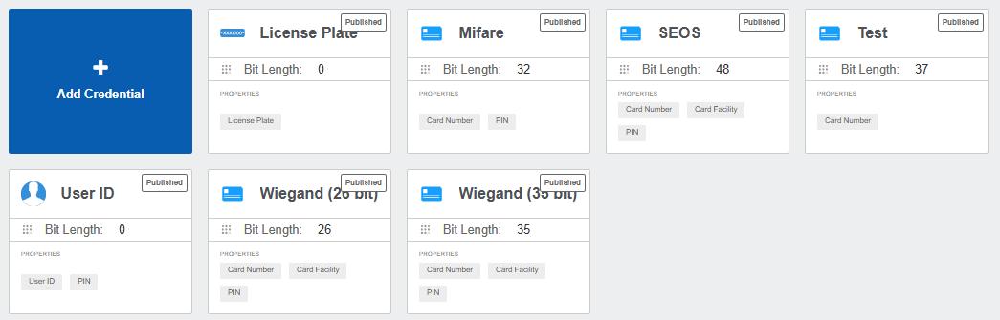 Add Credential
Published
XXX 000
License Plate
Bit Length: 0
PROPERTIES
License Plate
Published
Mifare
Bit Length: 32
PROPERTIES
Card Number PIN
Published
SEOS
Bit Length: 48
PROPERTIES
Card Number Card Facility
PIN
Published
Test
Bit Length: 37
PROPERTIES
Card Number
Published
User ID
Bit Length: 0
PROPERTIES
User ID PIN
Published
Wiegand (26 bit)
Bit Length: 26
PROPERTIES
Card Number Card Facility
PIN
Published
Wiegand (35 bit)
Bit Length: 35
PROPERTIES
Card Number Card Facility
PIN